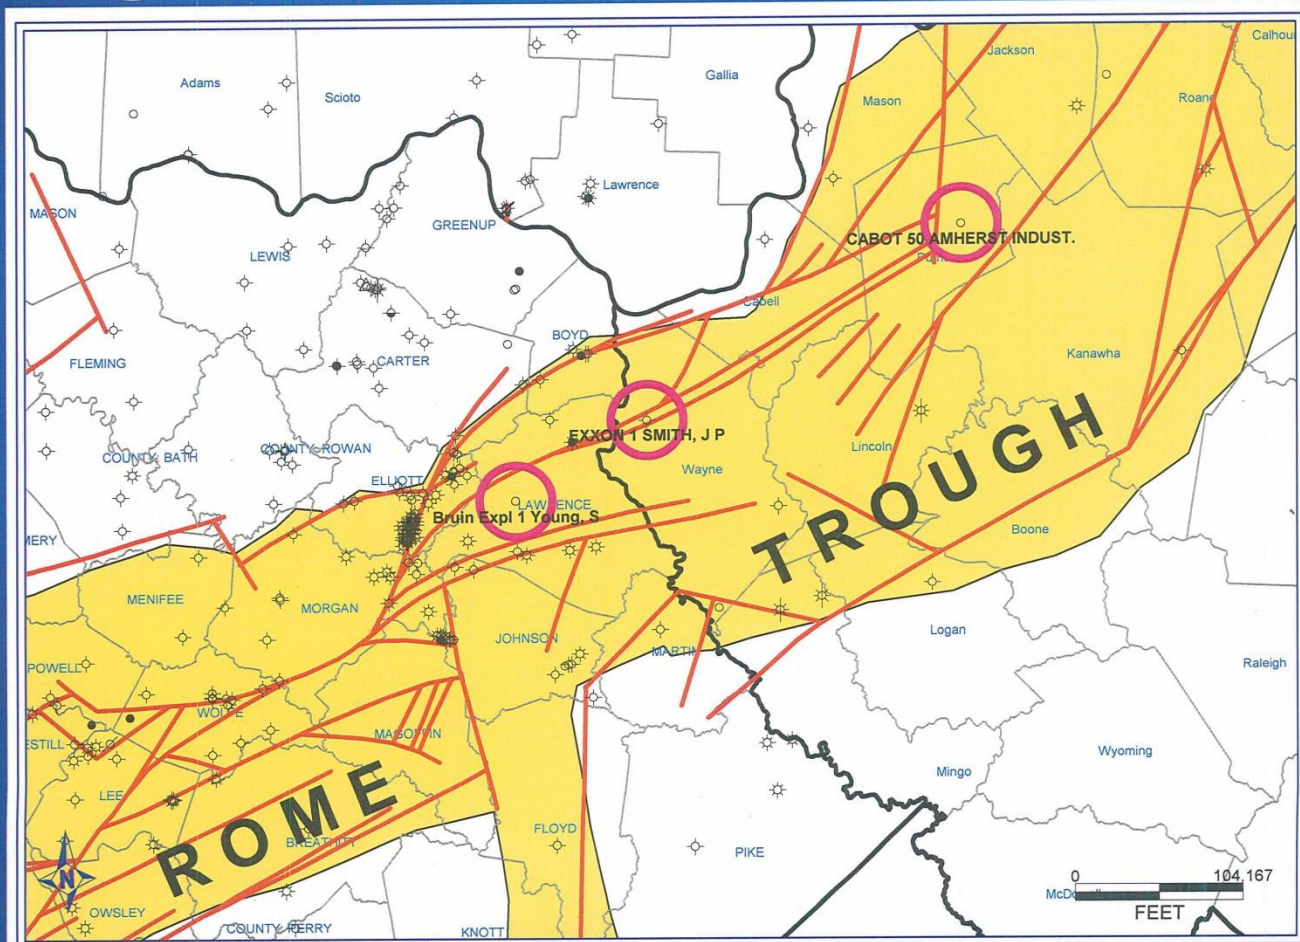 Calhou
Jackson
Gallia
Adams
Scioto
Mason
Roane
Lawrence
MASON
GREENUP
CABOT 50 AMHERST INDUST.
LEWIS
Cabell
BOYD
Kanawha
FLEMING
CARTER
EXXON 1 SMITH, J P
COUNTY ROWAN
Lincoln
COUNTY BATH
Wayne
ELLIOTT
TROUGH
LAWRENCE
Bruin Expl 1 Young, S
Boone
MERY
MENIFEE
MORGAN
Logan
JOHNSON
MARTIN
Raleigh
POWELL
WOLFE
MAGOFFIN
ESTILL
Wyoming
Mingo
LEE
ROME
FLOYD
BREATHITT
PIKE
N
0 104,167
FEET
OWSLEY
COUNTY PERRY
KNOTT